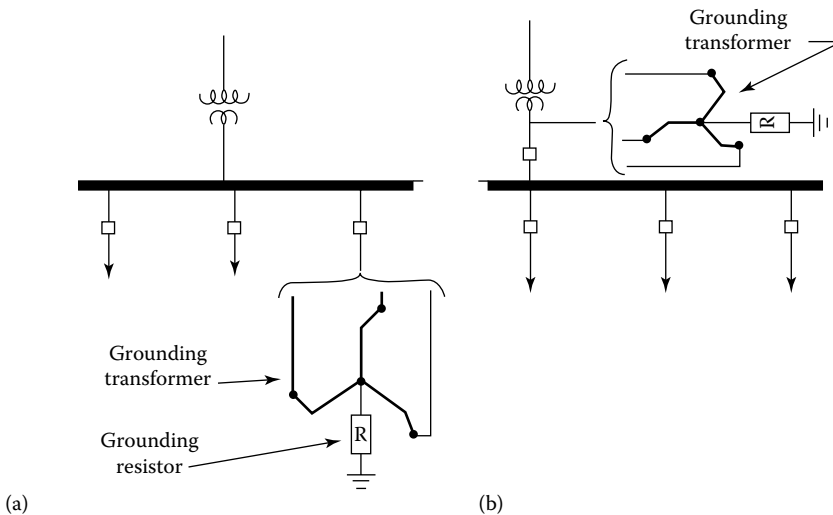 Grounding
transformer
R
Grounding
transformer
Grounding
resistor
R
(a)
(b)